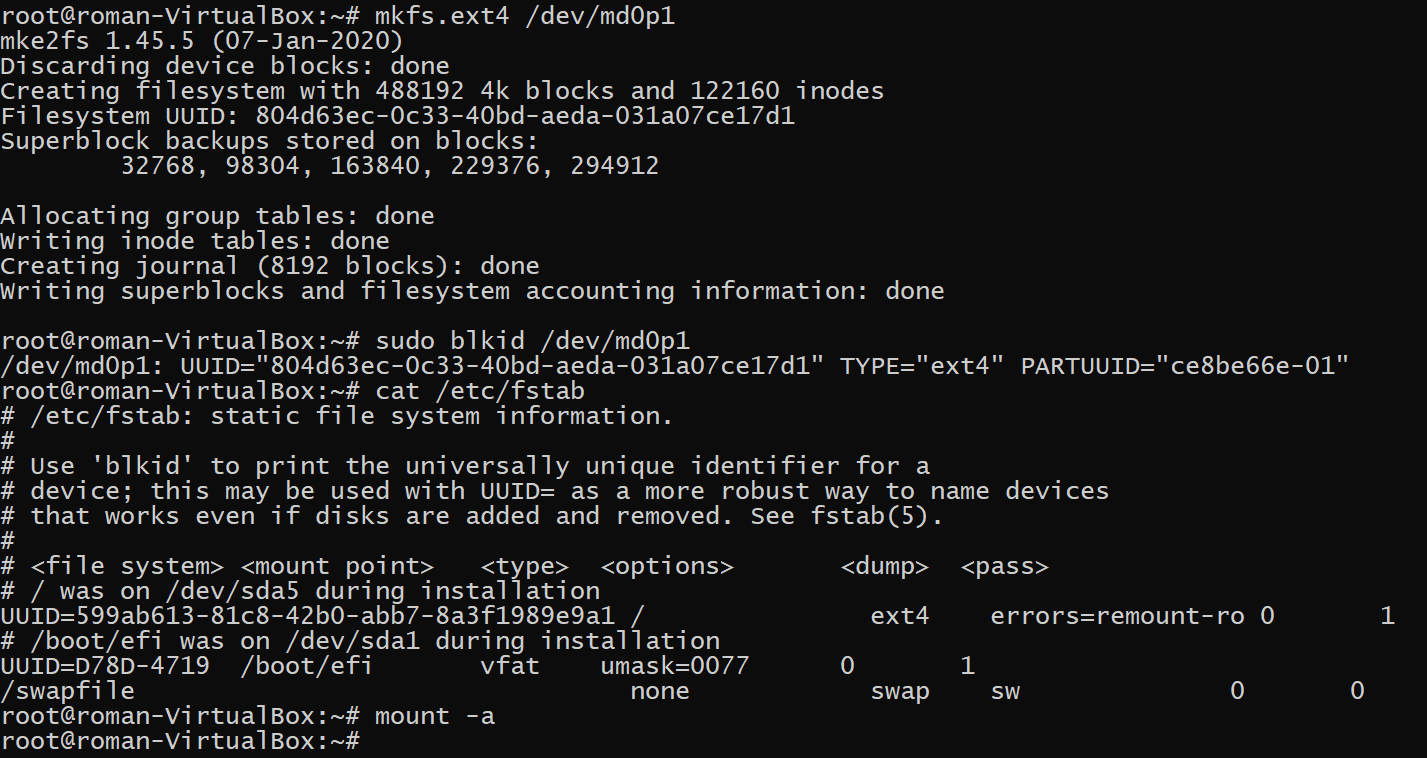 root@roman-VirtualBox:~# mkfs.ext4 /dev/md0p1
mke2fs 1.45.5 (07-Jan-2020)
Discarding device blocks: done
Creating filesystem with 488192 4k blocks and 122160 inodes
Filesystem UUID: 804d63ec-0c33-40bd-aeda-031a07ce17d1
Superblock backups stored on blocks:
        32768, 98304, 163840, 229376, 294912

Allocating group tables: done
Writing inode tables: done
Creating journal (8192 blocks): done
Writing superblocks and filesystem accounting information: done

root@roman-VirtualBox:~# sudo blkid /dev/md0p1
/dev/md0p1: UUID="804d63ec-0c33-40bd-aeda-031a07ce17d1" TYPE="ext4" PARTUUID="ce8be66e-01"
root@roman-VirtualBox:~# cat /etc/fstab
# /etc/fstab: static file system information.
#
# Use 'blkid' to print the universally unique identifier for a
# device; this may be used with UUID= as a more robust way to name devices
# that works even if disks are added and removed. See fstab(5).
#
# <file system> <mount point>   <type>  <options>       <dump>  <pass>
# / was on /dev/sda5 during installation
UUID=599ab613-81c8-42b0-abb7-8a3f1989e9a1 /               ext4    errors=remount-ro 0       1
# /boot/efi was on /dev/sda1 during installation
UUID=D78D-4719  /boot/efi       vfat    umask=0077      0       1
/swapfile                                 none            swap    sw              0       0
root@roman-VirtualBox:~# mount -a
root@roman-VirtualBox:~#